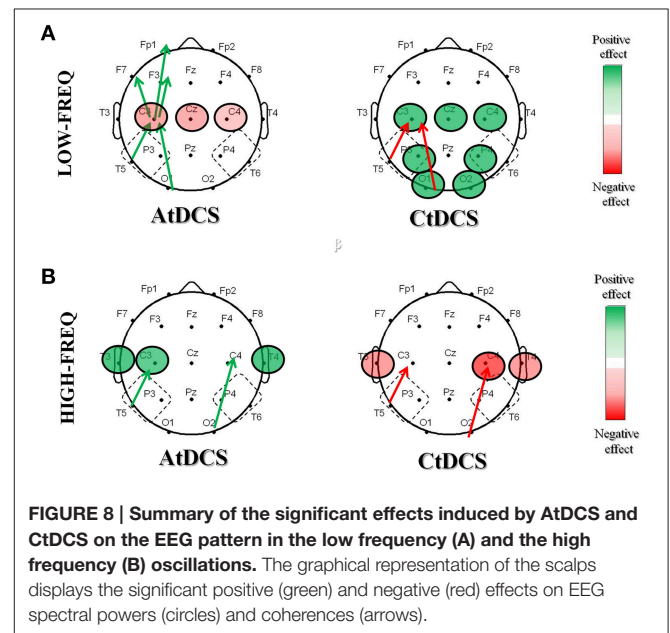 A
LOW-FREQ
Fp1 Fp2
F7 F3 Fz F4 F8
T3 C3 Cz C4 T4
P3 Pz P4
T5 T6
O1 O2
AtDCS
Fp1 Fp2
F7 F3 Fz F4 F8
T3 C3 Cz C4 T4
P3 Pz P4
T5 T6
O1 O2
CtDCS
Positive
effect
Negative
effect
β
B
HIGH-FREQ
Fp1 Fp2
F7 F3 Fz F4 F8
T3 C3 Cz C4 T4
P3 Pz P4
T5 T6
O1 O2
AtDCS
Fp1 Fp2
F7 F3 Fz F4 F8
T3 C3 Cz C4 T4
P3 Pz P4
T5 T6
O1 O2
CtDCS
Positive
effect
Negative
effect
FIGURE 8 | Summary of the significant effects induced by AtDCS and
CtDCS on the EEG pattern in the low frequency (A) and the high
frequency (B) oscillations. The graphical representation of the scalps
displays the significant positive (green) and negative (red) effects on EEG
spectral powers (circles) and coherences (arrows).